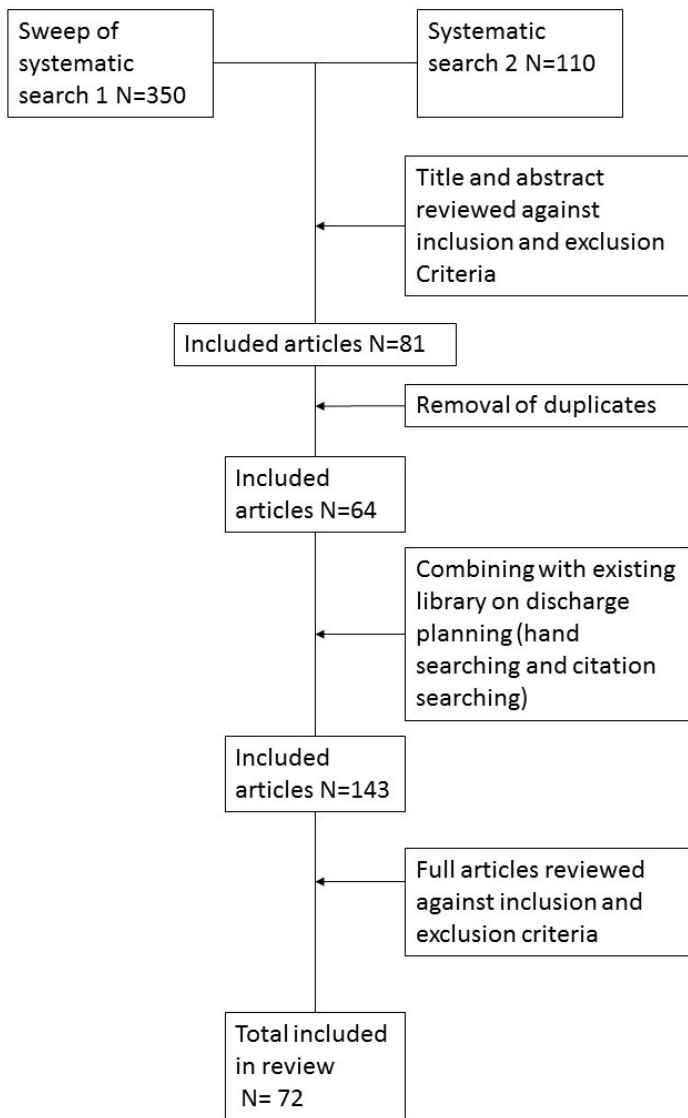 Sweep of
systematic
search 1 N=350
Systematic
search 2 N=110
Title and abstract
reviewed against
inclusion and exclusion
Criteria
Included articles N=81
Removal of duplicates
Included
articles N=64
Combining with existing
library on discharge
planning (hand
searching and citation
searching)
Included
articles N=143
Full articles reviewed
against inclusion and
exclusion criteria
Total included
in review
N= 72